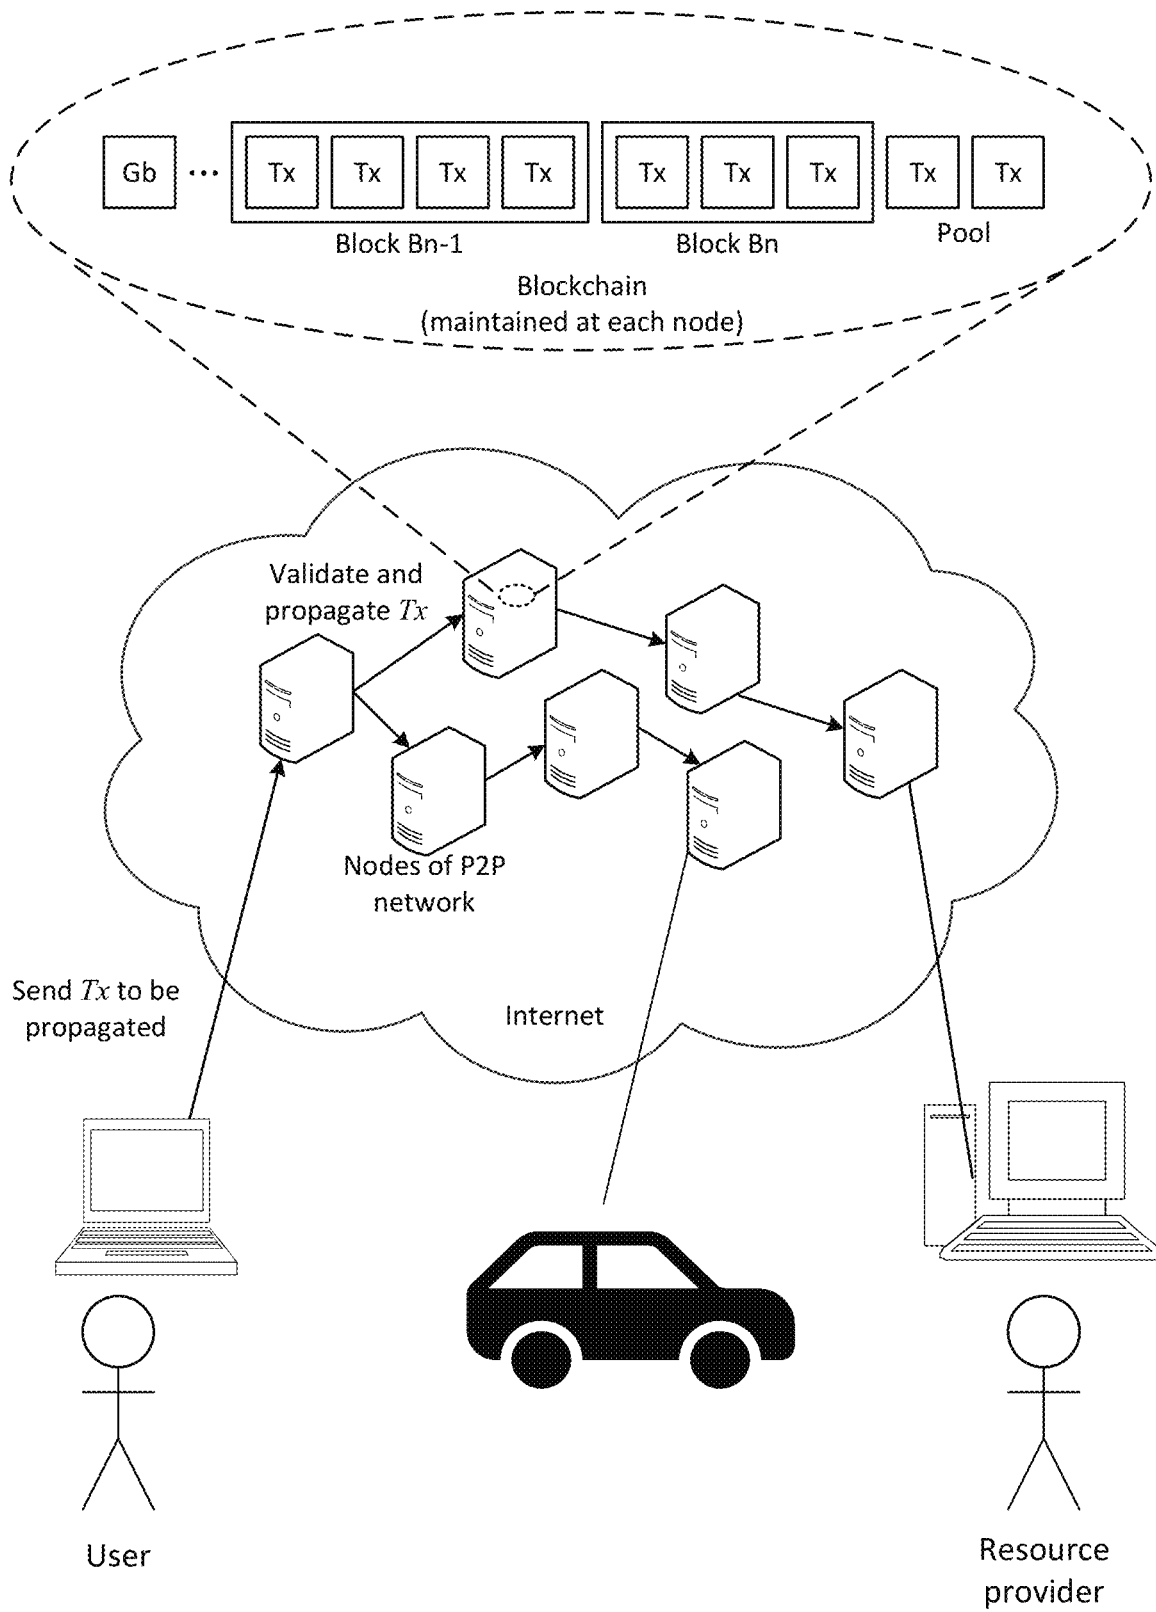 Gb ... Tx Tx Tx Tx Tx Tx Tx Tx Tx
Block Bn-1 Block Bn Pool
Blockchain
(maintained at each node)
Validate and
propagate Tx
Nodes of P2P
network
Send Tx to be
propagated
Internet
User
Resource
provider